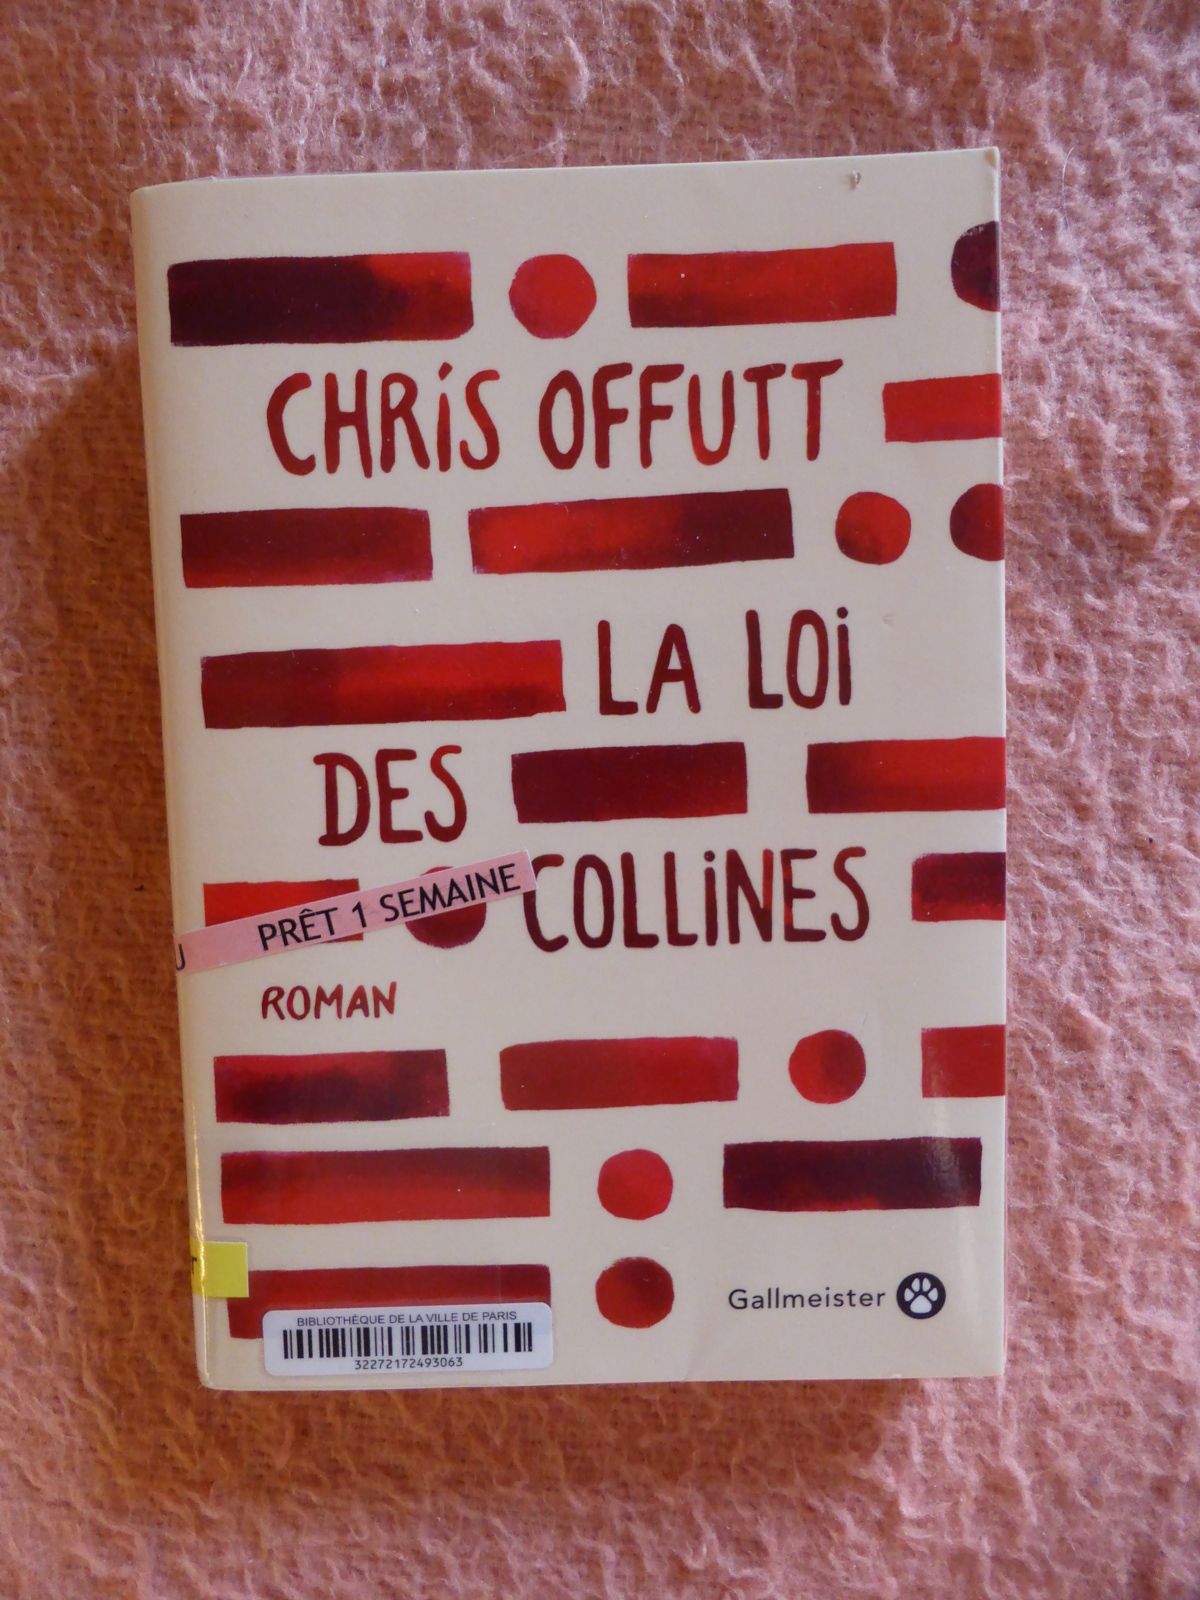 CHRiS OFFUTT
LA LOi
DES
COLLiNES
U PRÊT 1 SEMAINE
ROMAN
T
Gallmeister
BIBLIOTHÈQUE DE LA VILLE DE PARIS
32272172493063